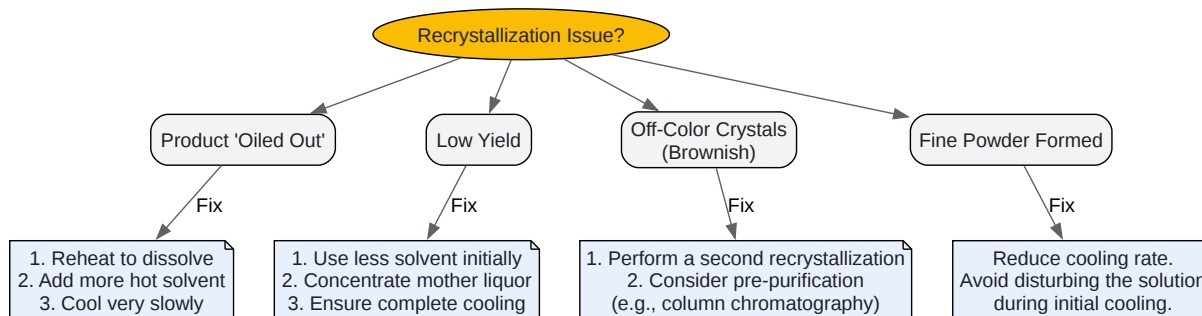 Recrystallization Issue?
Product 'Oiled Out'
Low Yield
Off-Color Crystals
(Brownish)
Fine Powder Formed
Fix
Fix
Fix
Fix
1. Reheat to dissolve
2. Add more hot solvent
3. Cool very slowly
1. Use less solvent initially
2. Concentrate mother liquor
3. Ensure complete cooling
1. Perform a second recrystallization
2. Consider pre-purification
(e.g., column chromatography)
Reduce cooling rate.
Avoid disturbing the solution
during initial cooling.